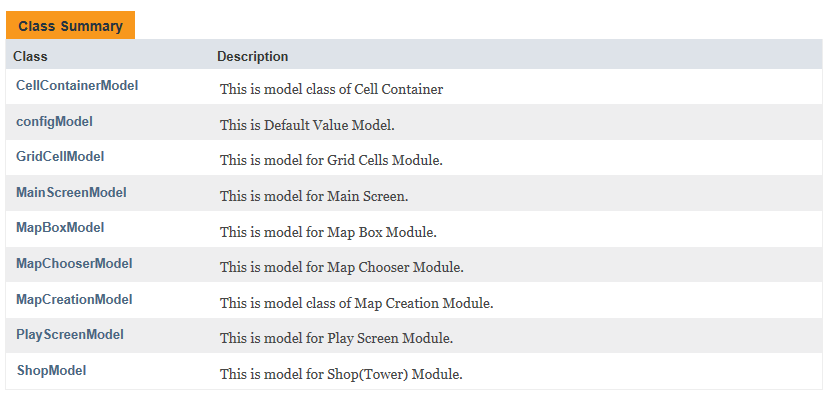 Class Summary
Class Description
CellContainerModel This is model class of Cell Container
configModel This is Default Value Model.
GridCellModel This is model for Grid Cells Module.
MainScreenModel This is model for Main Screen.
MapBoxModel This is model for Map Box Module.
MapChooserModel This is model for Map Chooser Module.
MapCreationModel This is model class of Map Creation Module.
PlayScreenModel This is model for Play Screen Module.
ShopModel This is model for Shop(Tower) Module.